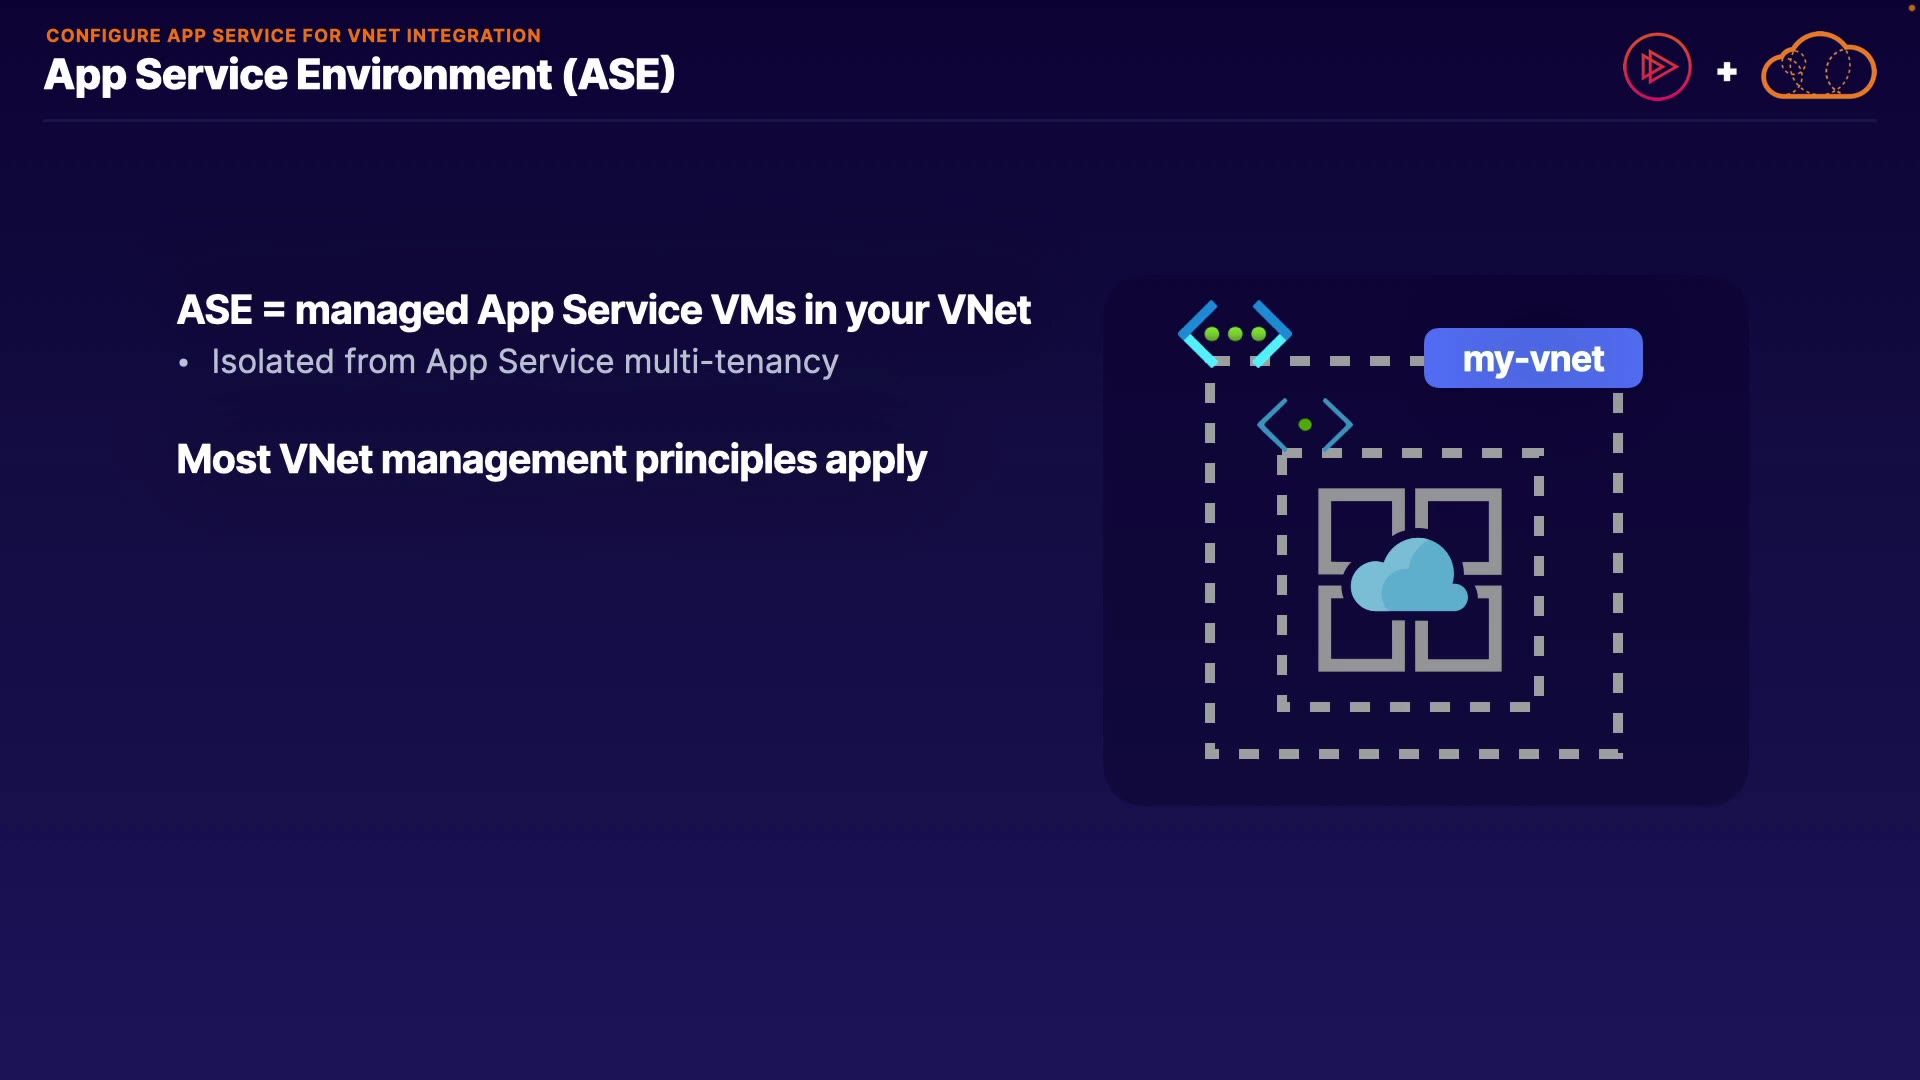 CONFIGURE APP SERVICE FOR VNET INTEGRATION
App Service Environment (ASE)
ASE = managed App Service VMs in your VNet
• Isolated from App Service multi-tenancy
Most VNet management principles apply
my-vnet